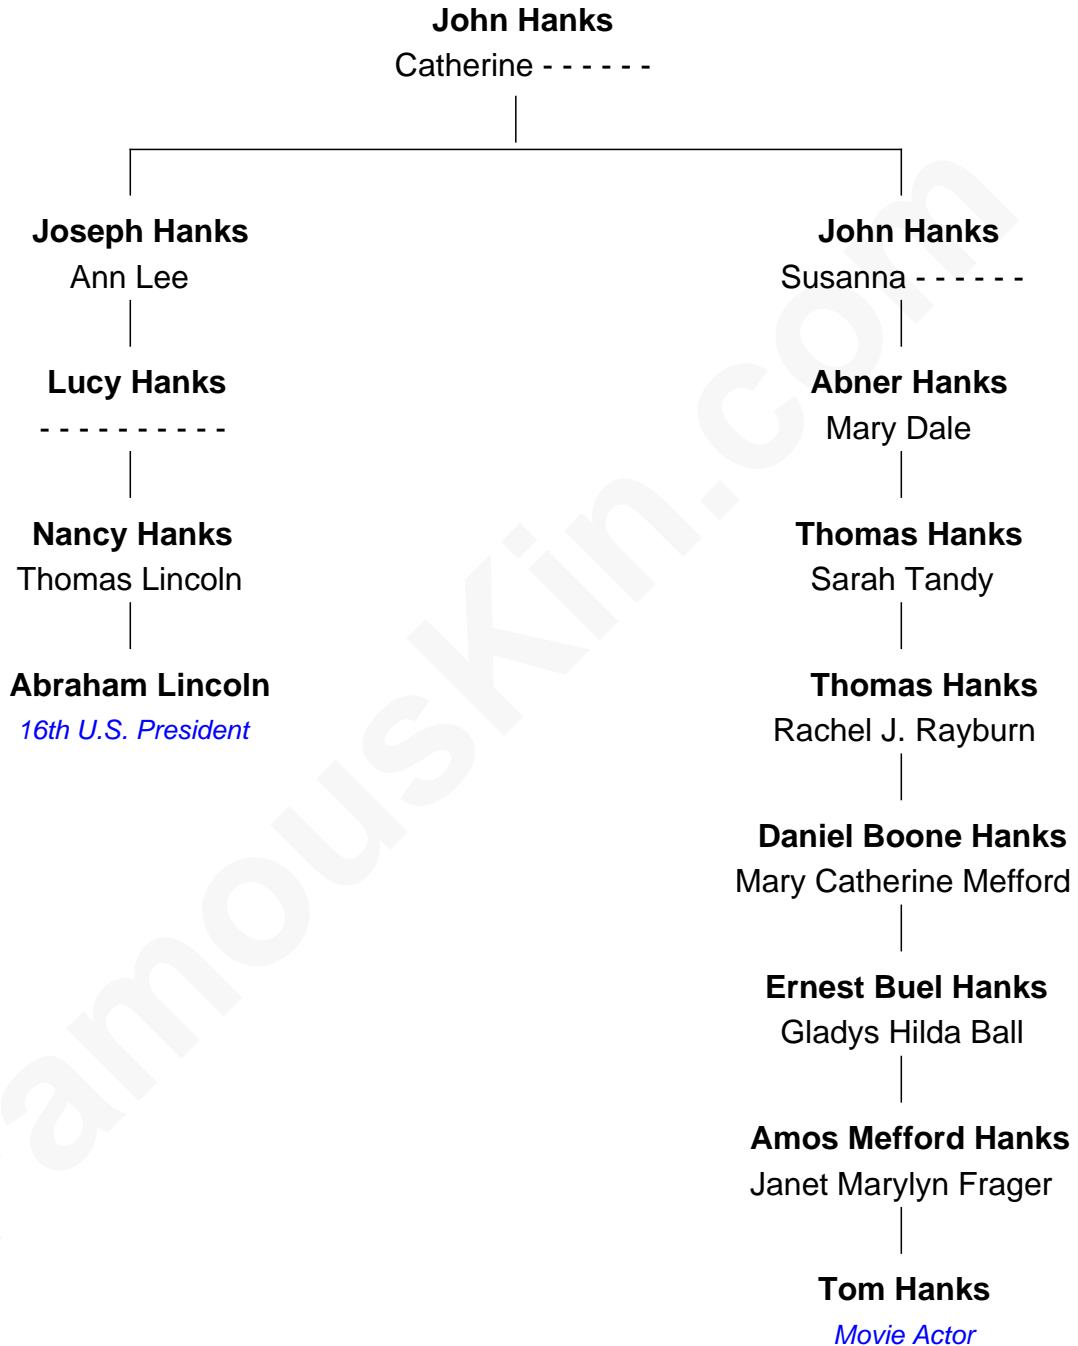 John Hanks
Catherine - - - - - -
Joseph Hanks
Ann Lee
Lucy Hanks
- - - - - - - - - -
Nancy Hanks
Thomas Lincoln
Abraham Lincoln
16th U.S. President
John Hanks
Susanna - - - - - -
Abner Hanks
Mary Dale
Thomas Hanks
Sarah Tandy
Thomas Hanks
Rachel J. Rayburn
Daniel Boone Hanks
Mary Catherine Mefford
Ernest Buel Hanks
Gladys Hilda Ball
Amos Mefford Hanks
Janet Marylyn Frager
Tom Hanks
Movie Actor
amouskin.com